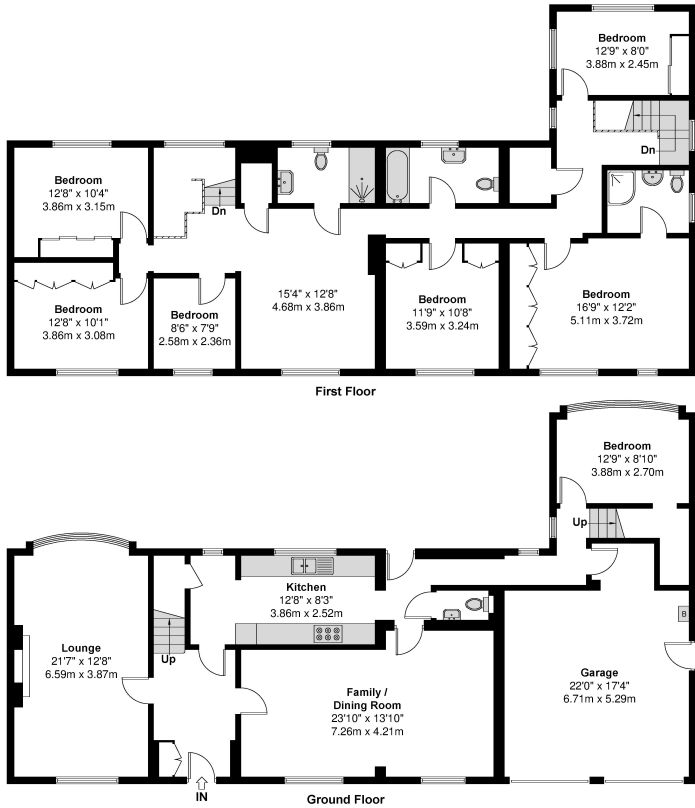 Bedroom
12'9" x 8'0"
3.88m x 2.45m
Dn
Bedroom
12'8" x 10'4"
3.86m x 3.15m
Dn
Bedroom
12'8" x 10'1"
3.86m x 3.08m
Bedroom
8'6" x 7'9"
2.58m x 2.36m
15'4" x 12'8"
4.68m x 3.86m
Bedroom
11'9" x 10'8"
3.59m x 3.24m
Bedroom
16'9" x 12'2"
5.11m x 3.72m
First Floor
Bedroom
12'9" x 8'10"
3.88m x 2.70m
Up
Kitchen
12'8" x 8'3"
3.86m x 2.52m
B
Lounge
21'7" x 12'8"
6.59m x 3.87m
Up
Family /
Dining Room
23'10" x 13'10"
7.26m x 4.21m
Garage
22'0" x 17'4"
6.71m x 5.29m
IN
Ground Floor